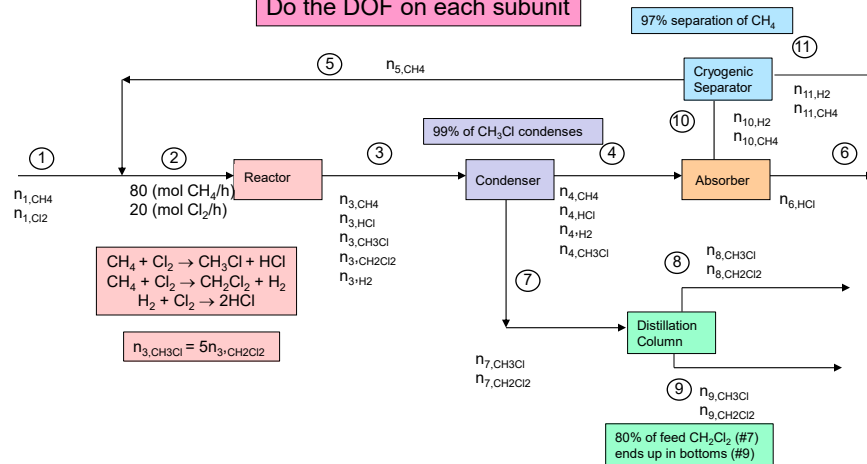 Do the DOF on each subunit
97% separation of CH₄
11
5
n₅,CH4
Cryogenic
Separator
n₁₁,H2
n₁₁,CH4
10
n₁₀,H2
n₁₀,CH4
99% of CH₃Cl condenses
1
2
3
4
6
Reactor
Condenser
Absorber
n₁,CH4
n₁,Cl2
80 (mol CH₄/h)
20 (mol Cl₂/h)
n₃,CH4
n₃,HCl
n₃,CH3Cl
n₃,CH2Cl2
n₃,H2
n₄,CH4
n₄,HCl
n₄,H2
n₄,CH3Cl
n₆,HCl
CH₄ + Cl₂ → CH₃Cl + HCl
CH₄ + Cl₂ → CH₂Cl₂ + H₂
H₂ + Cl₂ → 2HCl
n₃,CH3Cl = 5n₃,CH2Cl2
7
8
n₈,CH3Cl
n₈,CH2Cl2
Distillation
Column
n₇,CH3Cl
n₇,CH2Cl2
9
n₉,CH3Cl
n₉,CH2Cl2
80% of feed CH₂Cl₂ (#7)
ends up in bottoms (#9)